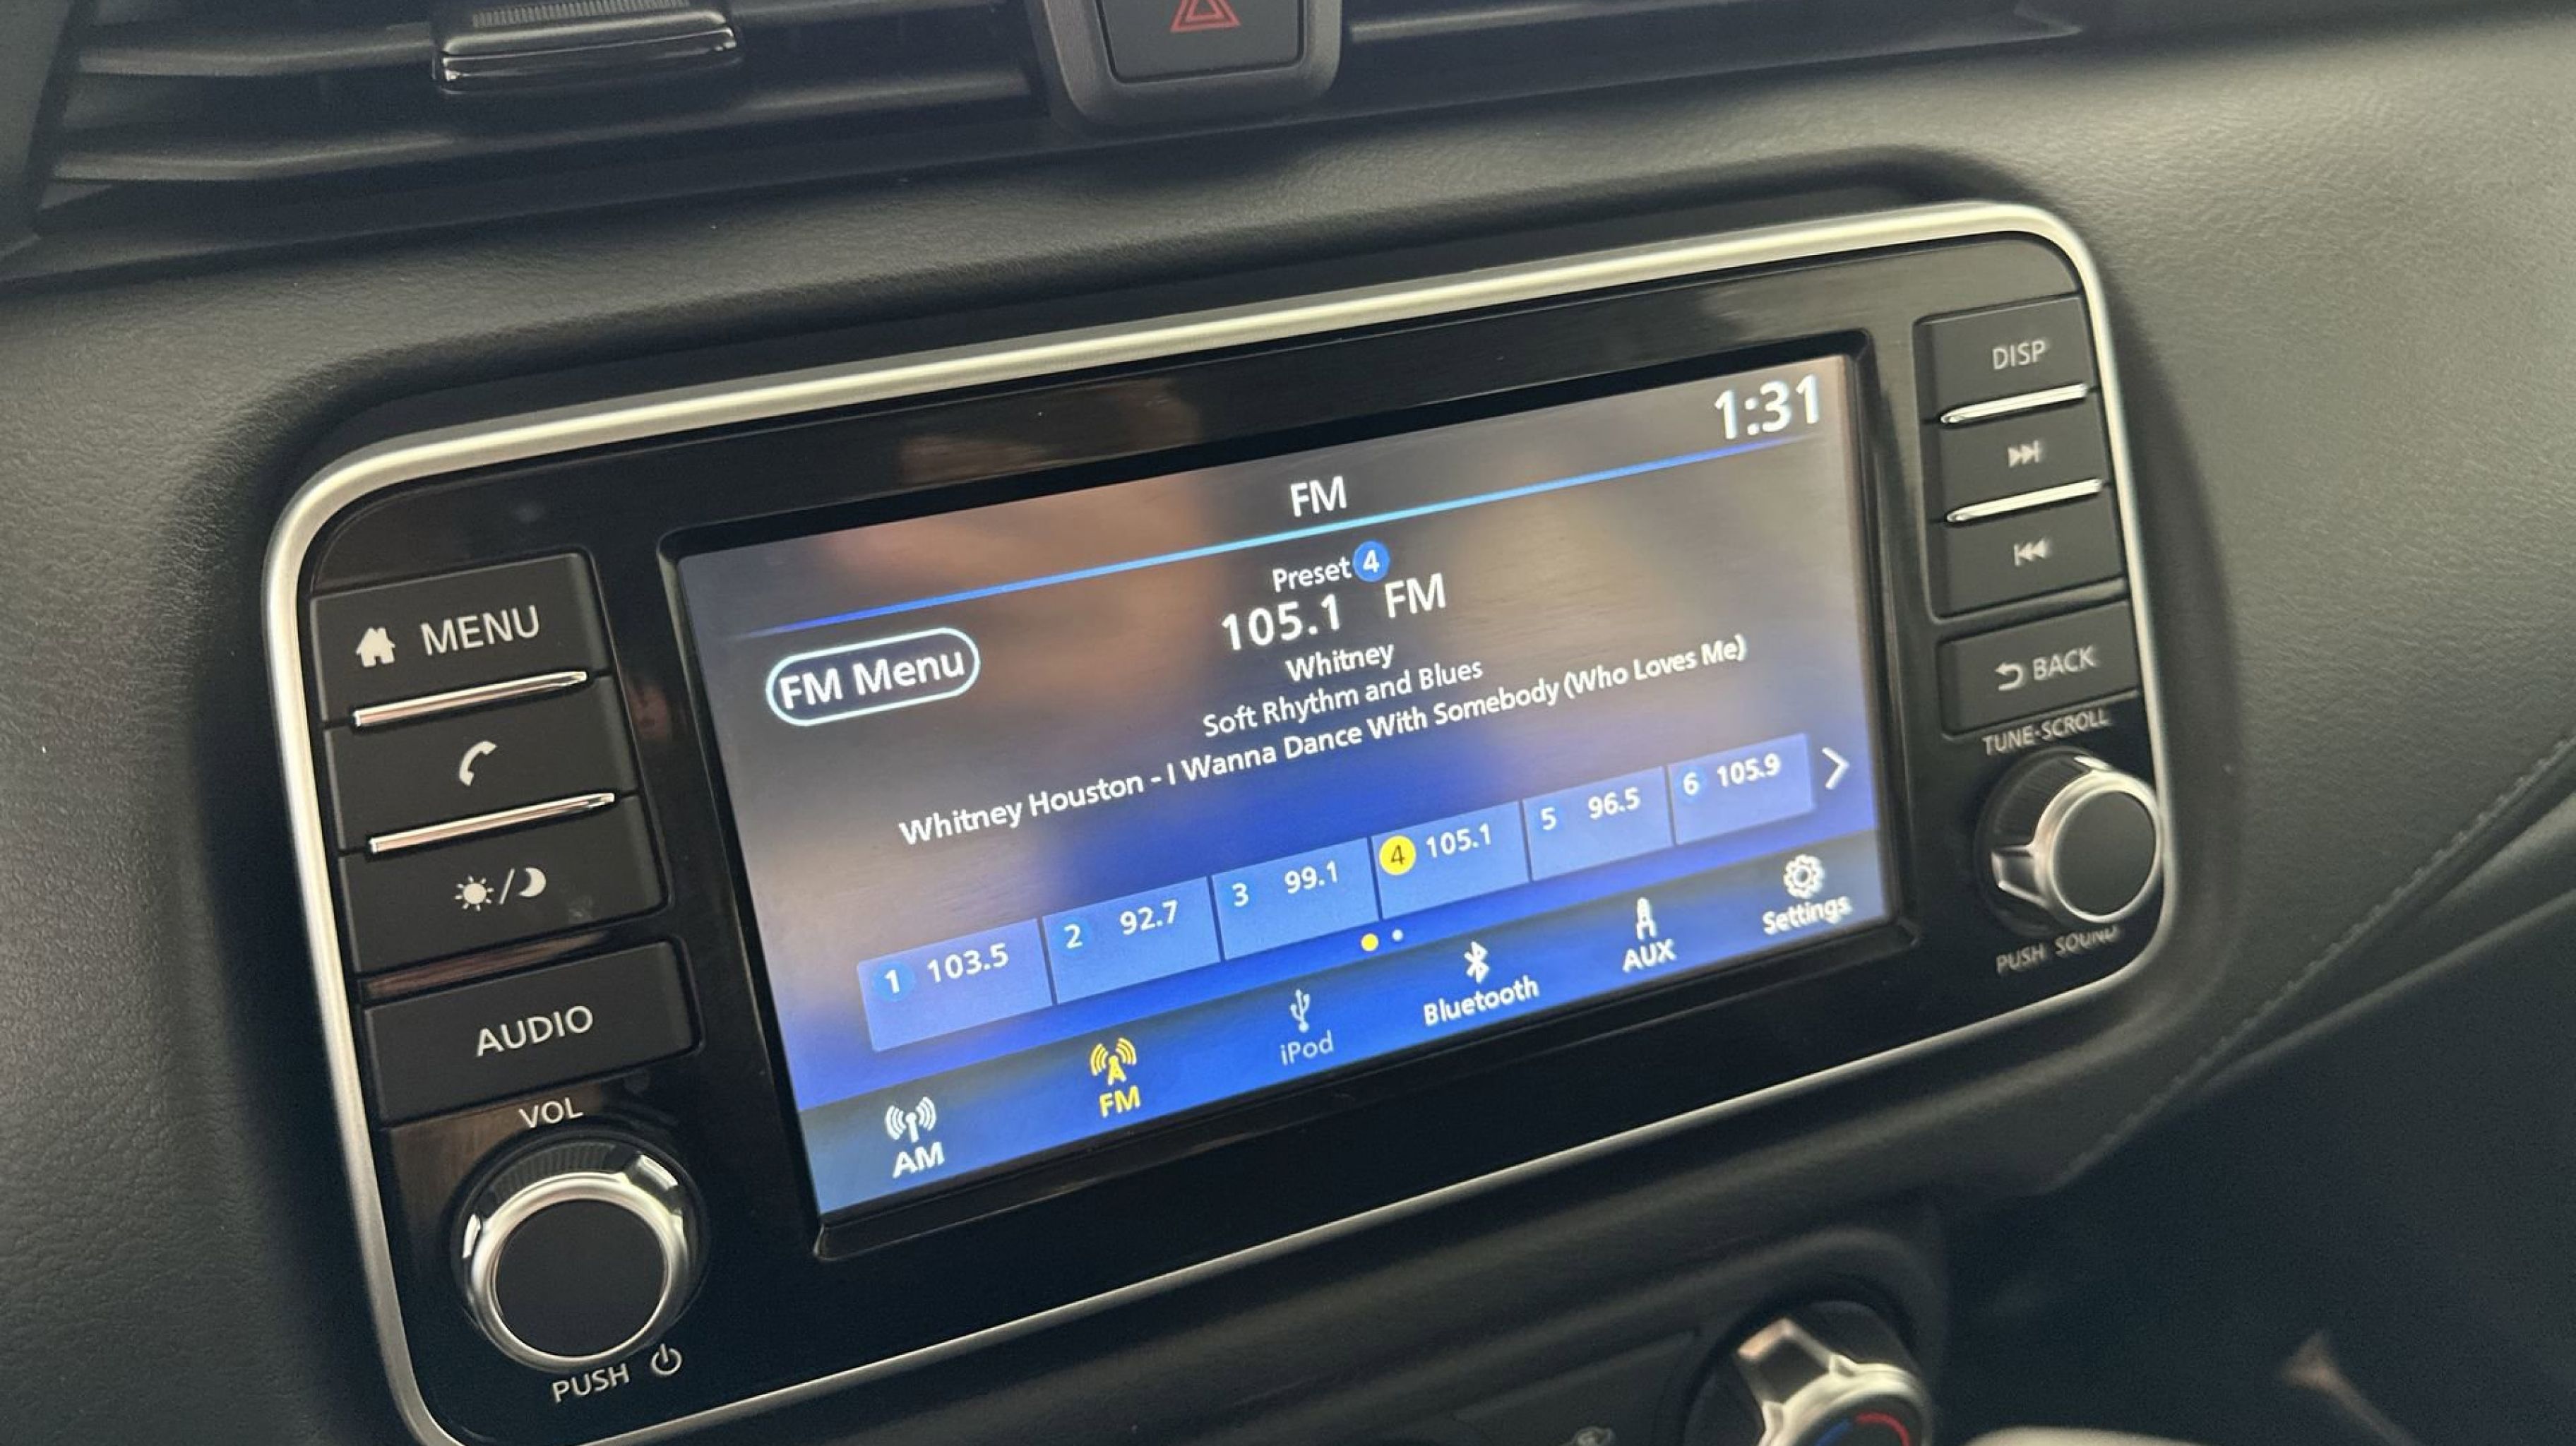 DISP
1:31
FM
MENU
Preset 4
105.1 FM
FM Menu
Whitney
Soft Rhythm and Blues
Whitney Houston - I Wanna Dance With Somebody (Who Loves Me)
BACK
TUNE·SCROLL
1 103.5 2 92.7 3 99.1 4 105.1 5 96.5 6 105.9
AUDIO
AM FM iPod Bluetooth AUX Settings
PUSH SOUND
VOL
PUSH